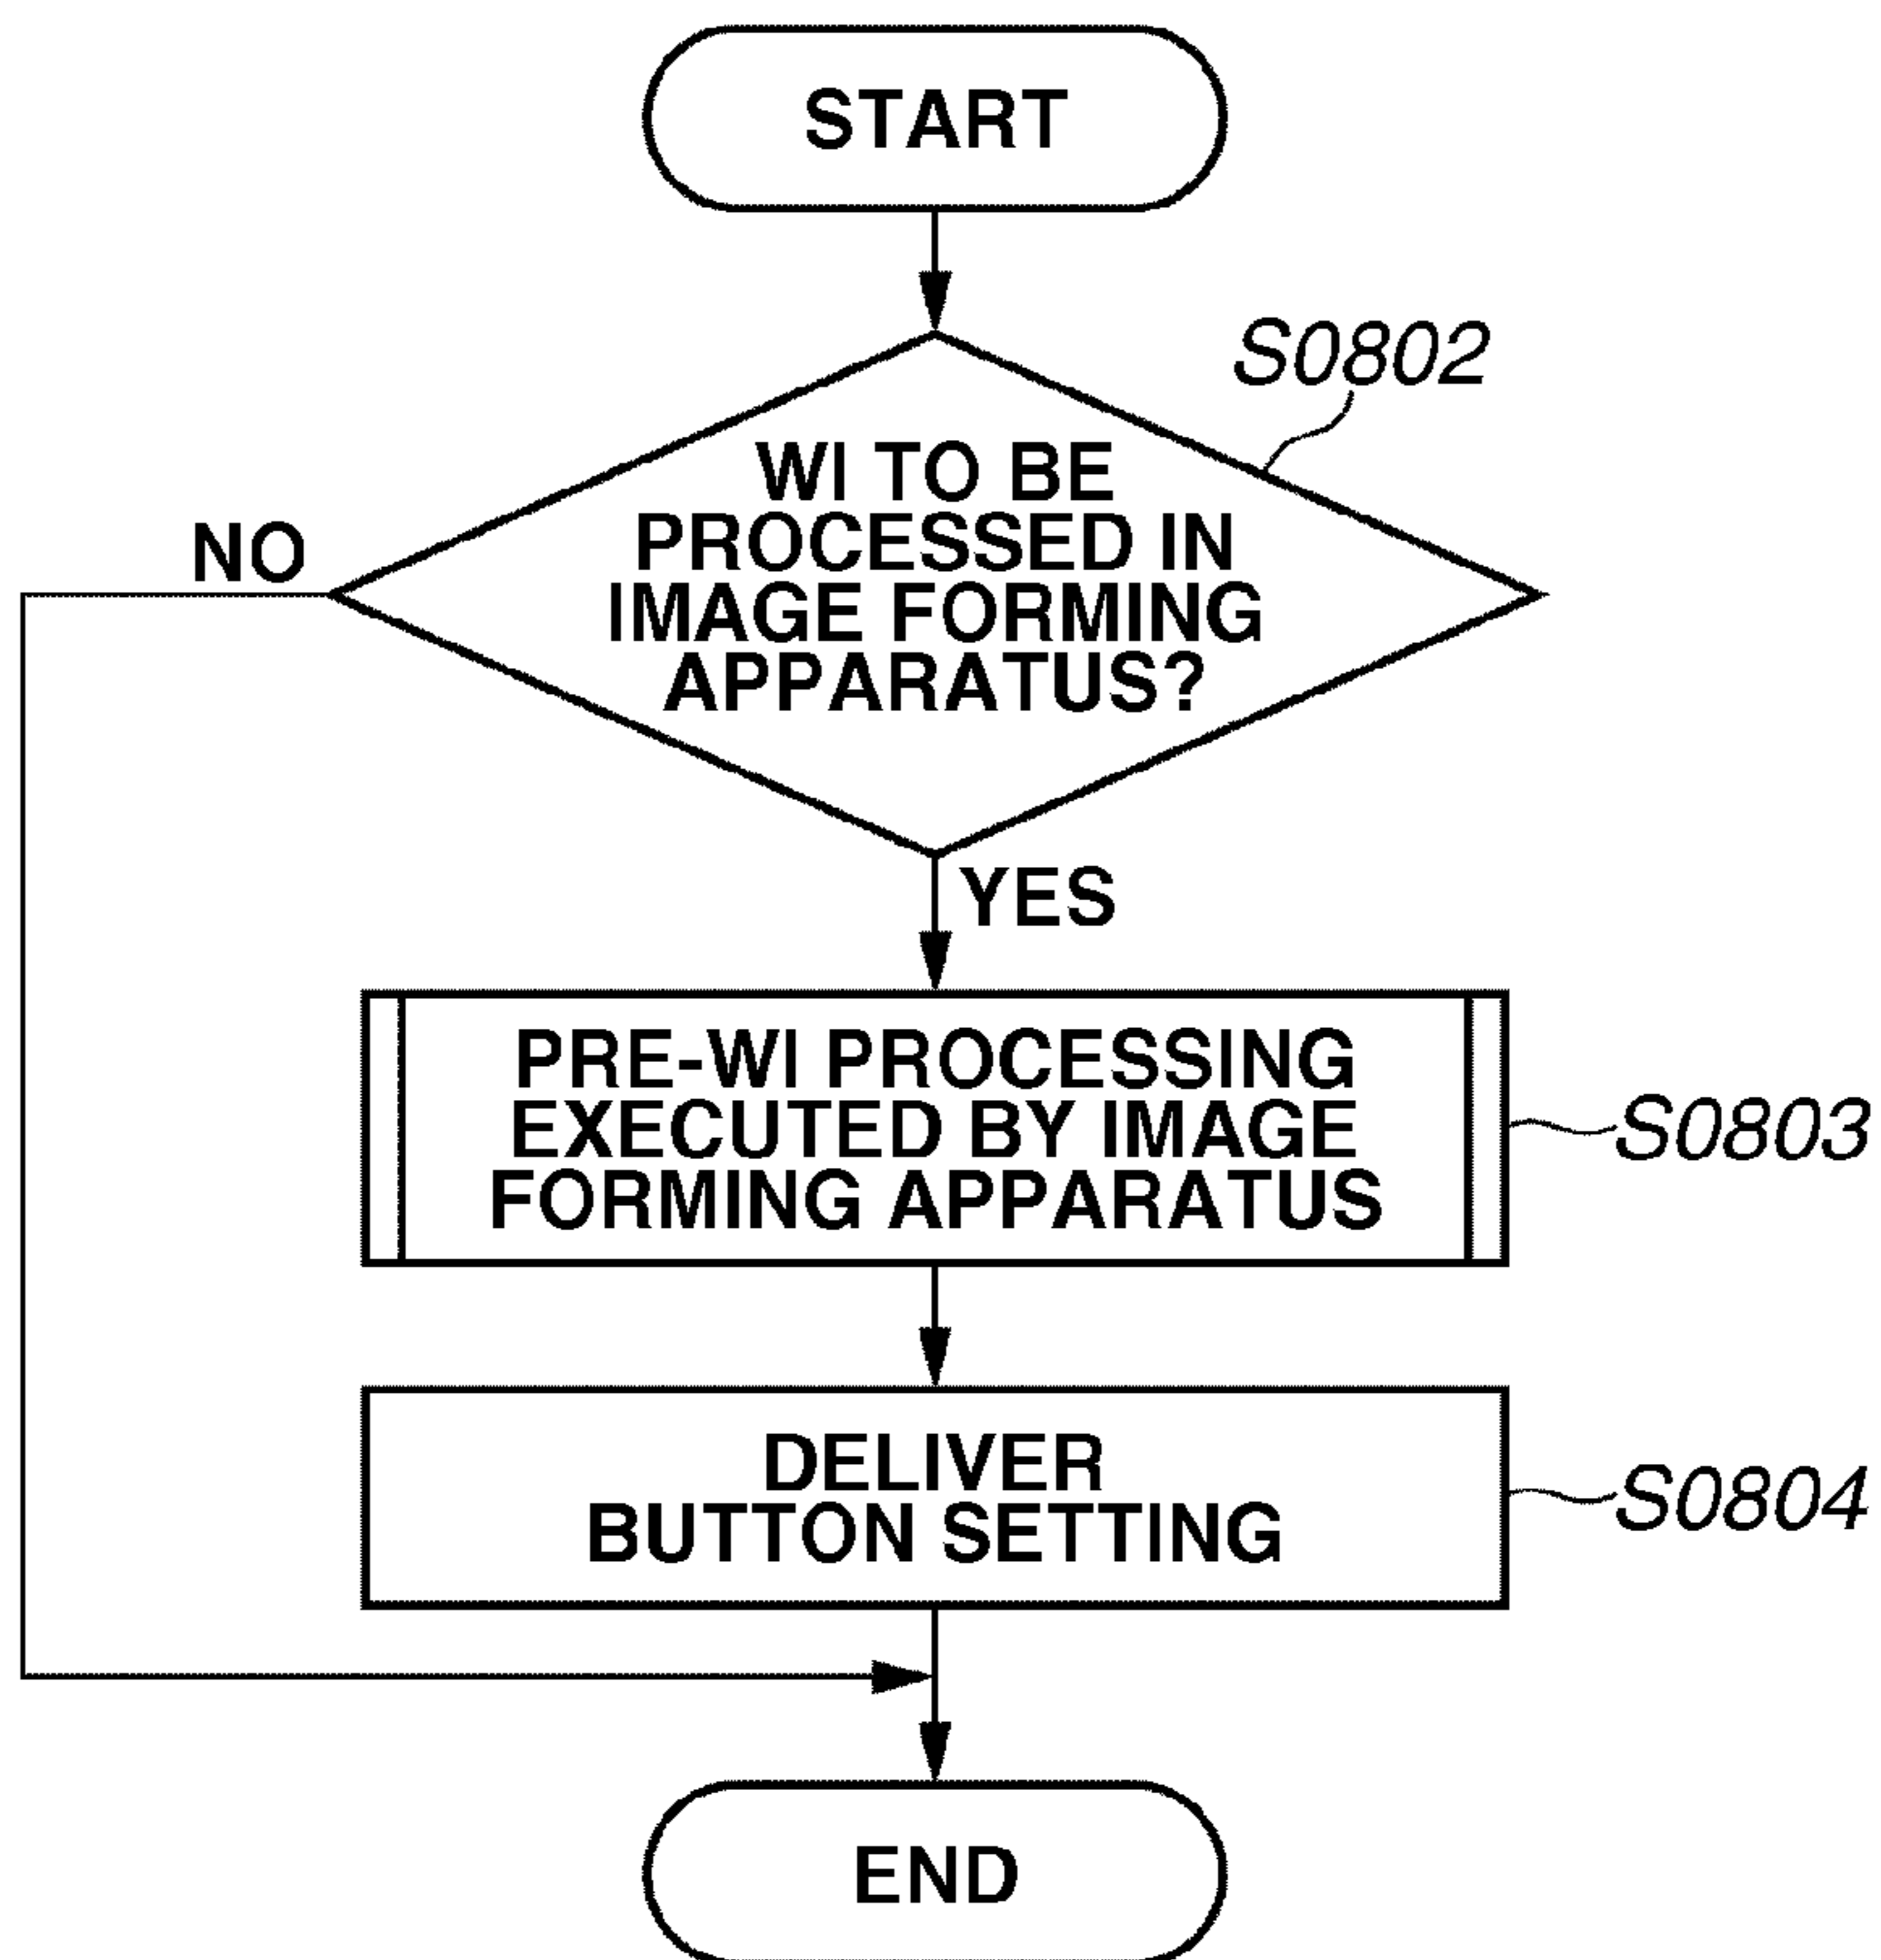 START
S0802
WI TO BE
PROCESSED IN
IMAGE FORMING
APPARATUS?
NO
YES
PRE-WI PROCESSING
EXECUTED BY IMAGE
FORMING APPARATUS
S0803
DELIVER
BUTTON SETTING
S0804
END